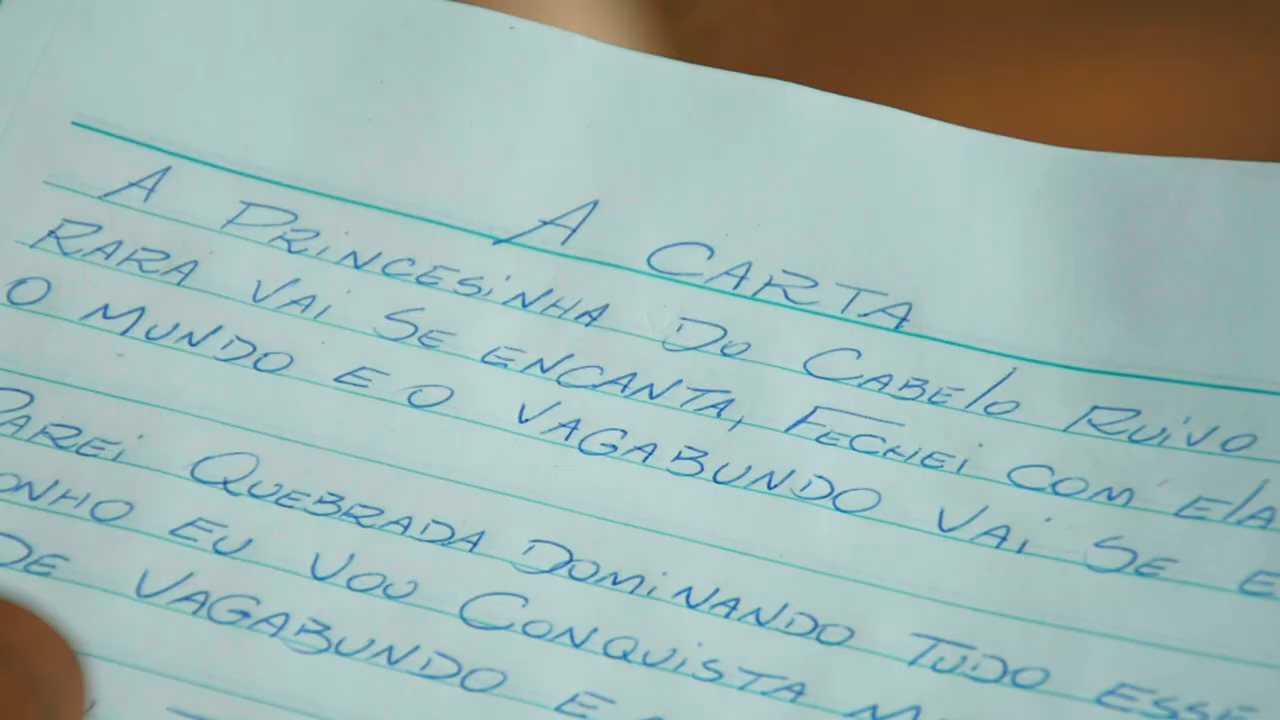 A CARTA
A PRINCESINHA DO CABELO RUIVO
RARA VAI SE ENCANTA, FECHEI COM ELA
O MUNDO E O VAGABUNDO VAI SE E
PAREI QUEBRADA DOMINANDO TUDO ESSE
ONHO EU VOU CONQUISTA M
DE VAGABUNDO E